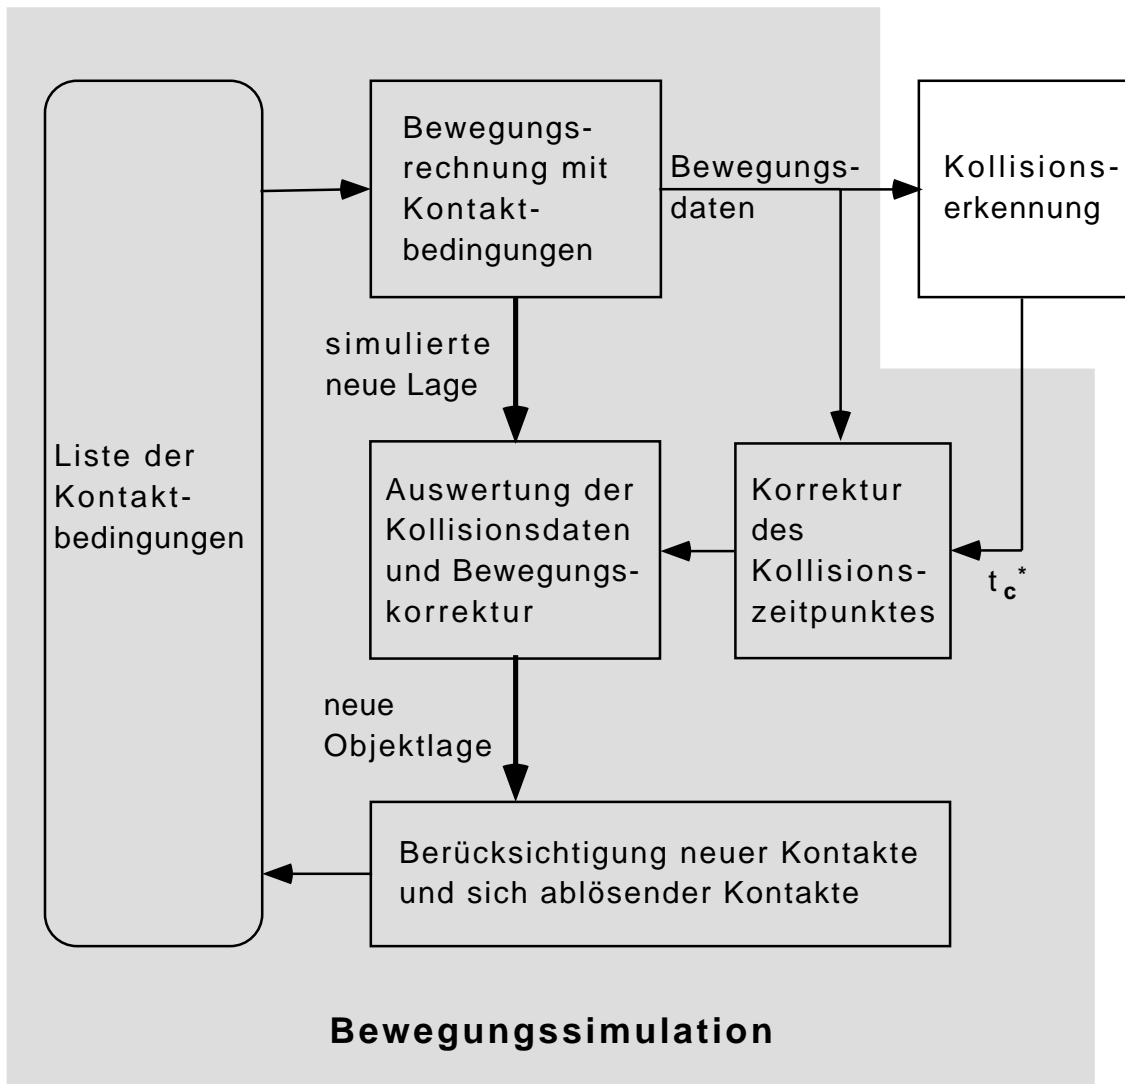 Bewegungs-
rechnung mit
Kontakt-
bedingungen
Bewegungs-
daten
Kollisions-
erkennung
simulierte
neue Lage
Liste der
Kontakt-
bedingungen
Auswertung der
Kollisionsdaten
und Bewegungs-
korrektur
Korrektur
des
Kollisions-
zeitpunktes
t c *
neue
Objektlage
Berücksichtigung neuer Kontakte
und sich ablösender Kontakte
Bewegungssimulation